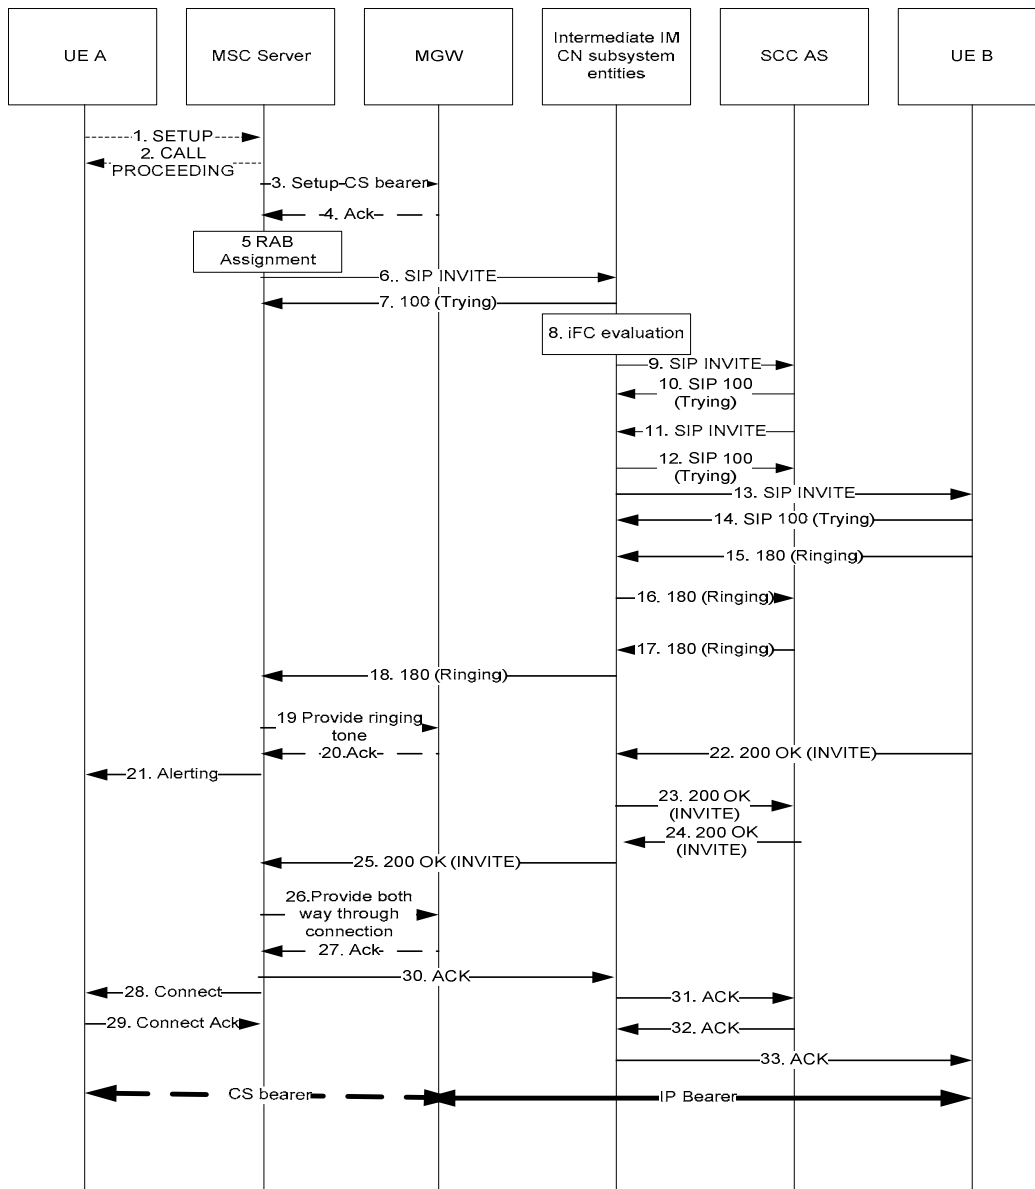 UE A
MSC Server
MGW
Intermediate IM
CN subsystem
entities
SCC AS
UE B
1. SETUP
2. CALL
PROCEEDING
3. Setup CS bearer
4. Ack
5 RAB
Assignment
6.. SIP INVITE
7. 100 (Trying)
8. iFC evaluation
9. SIP INVITE
10. SIP 100
(Trying)
11. SIP INVITE
12. SIP 100
(Trying)
13. SIP INVITE
14. SIP 100 (Trying)
15. 180 (Ringing)
16. 180 (Ringing)
17. 180 (Ringing)
18. 180 (Ringing)
19 Provide ringing
tone
20.Ack
22. 200 OK (INVITE)
21. Alerting
23. 200 OK
(INVITE)
24. 200 OK
(INVITE)
25. 200 OK (INVITE)
26.Provide both
way through
connection
27. Ack
30. ACK
28. Connect
31. ACK
29. Connect Ack
32. ACK
33. ACK
CS bearer
IP Bearer